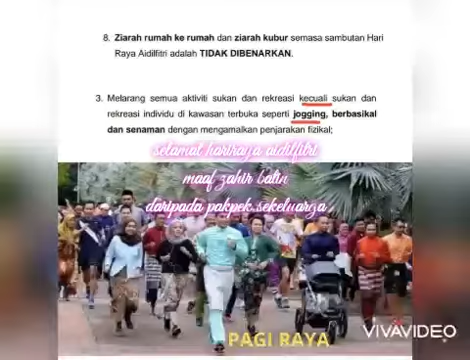 8. Ziarah rumah ke rumah dan ziarah kubur semasa sambutan Hari
Raya Aidilfitri adalah TIDAK DIBENARKAN.
3. Melarang semua aktiviti sukan dan rekreasi kecuali sukan dan
rekreasi individu di kawasan terbuka seperti jogging, berbasikal
dan senaman dengan mengamalkan penjarakan fizikal;
selamat hariraya aidilfitri
maaf zahir batin
daripada pakpek sekeluarga
PAGI RAYA
VIVAVIDEO